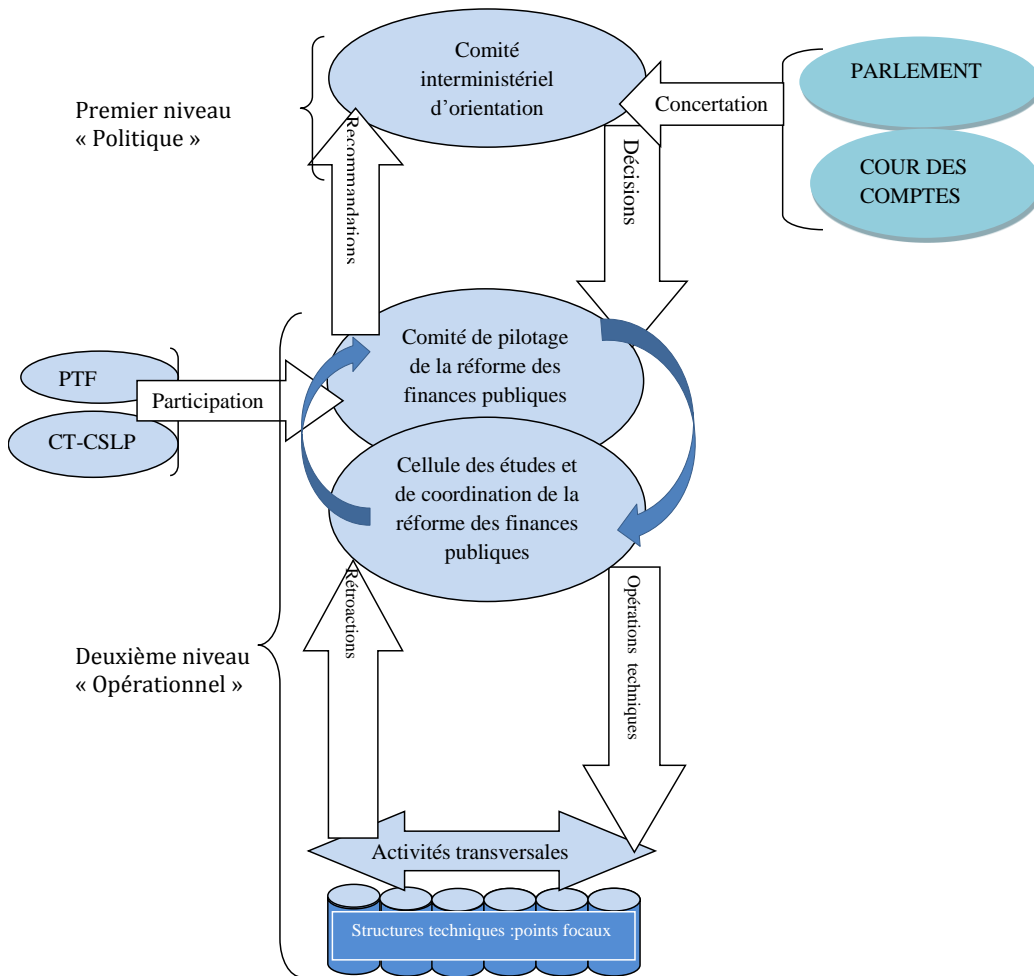 Comité
interministériel
d'orientation
PARLEMENT
Concertation
COUR DES
COMPTES
Premier niveau
« Politique »
Recommandations
Décisions
Comité de pilotage
de la réforme des
finances publiques
PTF
Participation
CT-CSLP
Cellule des études et
de coordination de la
réforme des finances
publiques
Rétroactions
Opérations techniques
Deuxième niveau
« Opérationnel »
Activités transversales
Structures techniques :points focaux